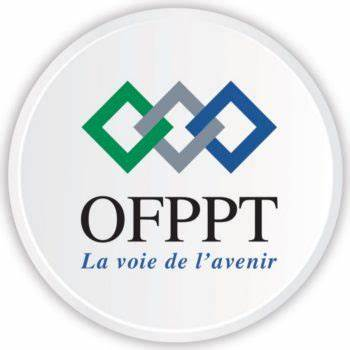 OFPPT
La voie de l'avenir